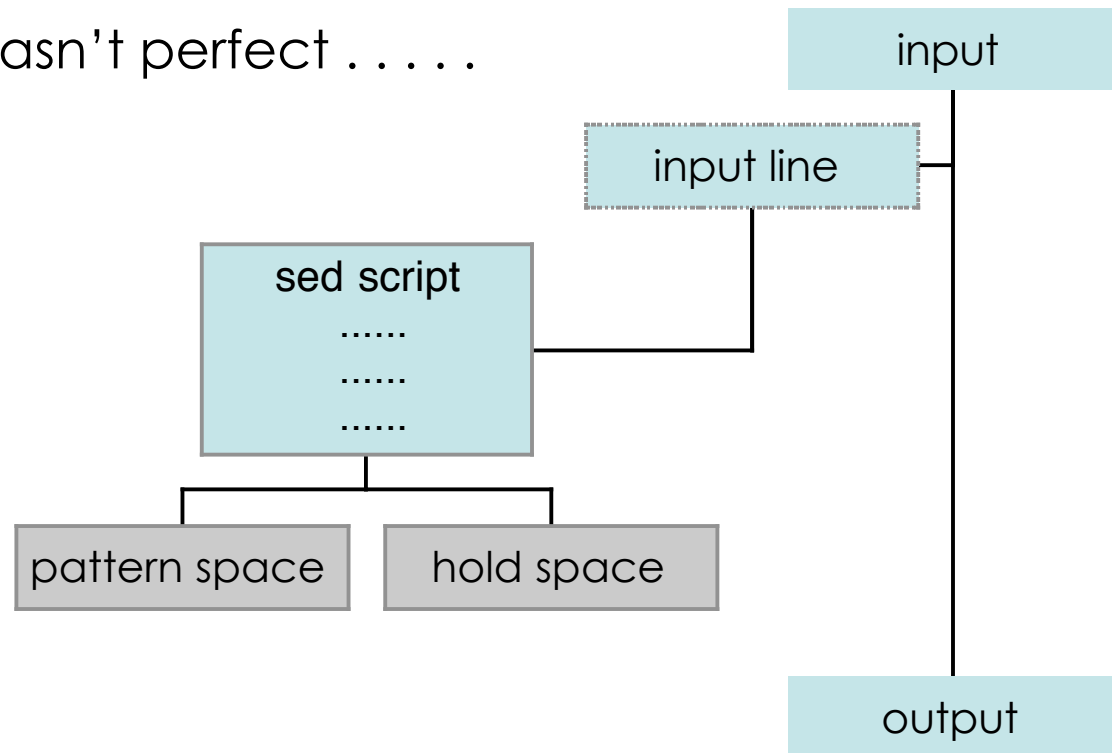 asn't perfect . . . . .
input
input line
sed script
......
......
......
pattern space
hold space
output